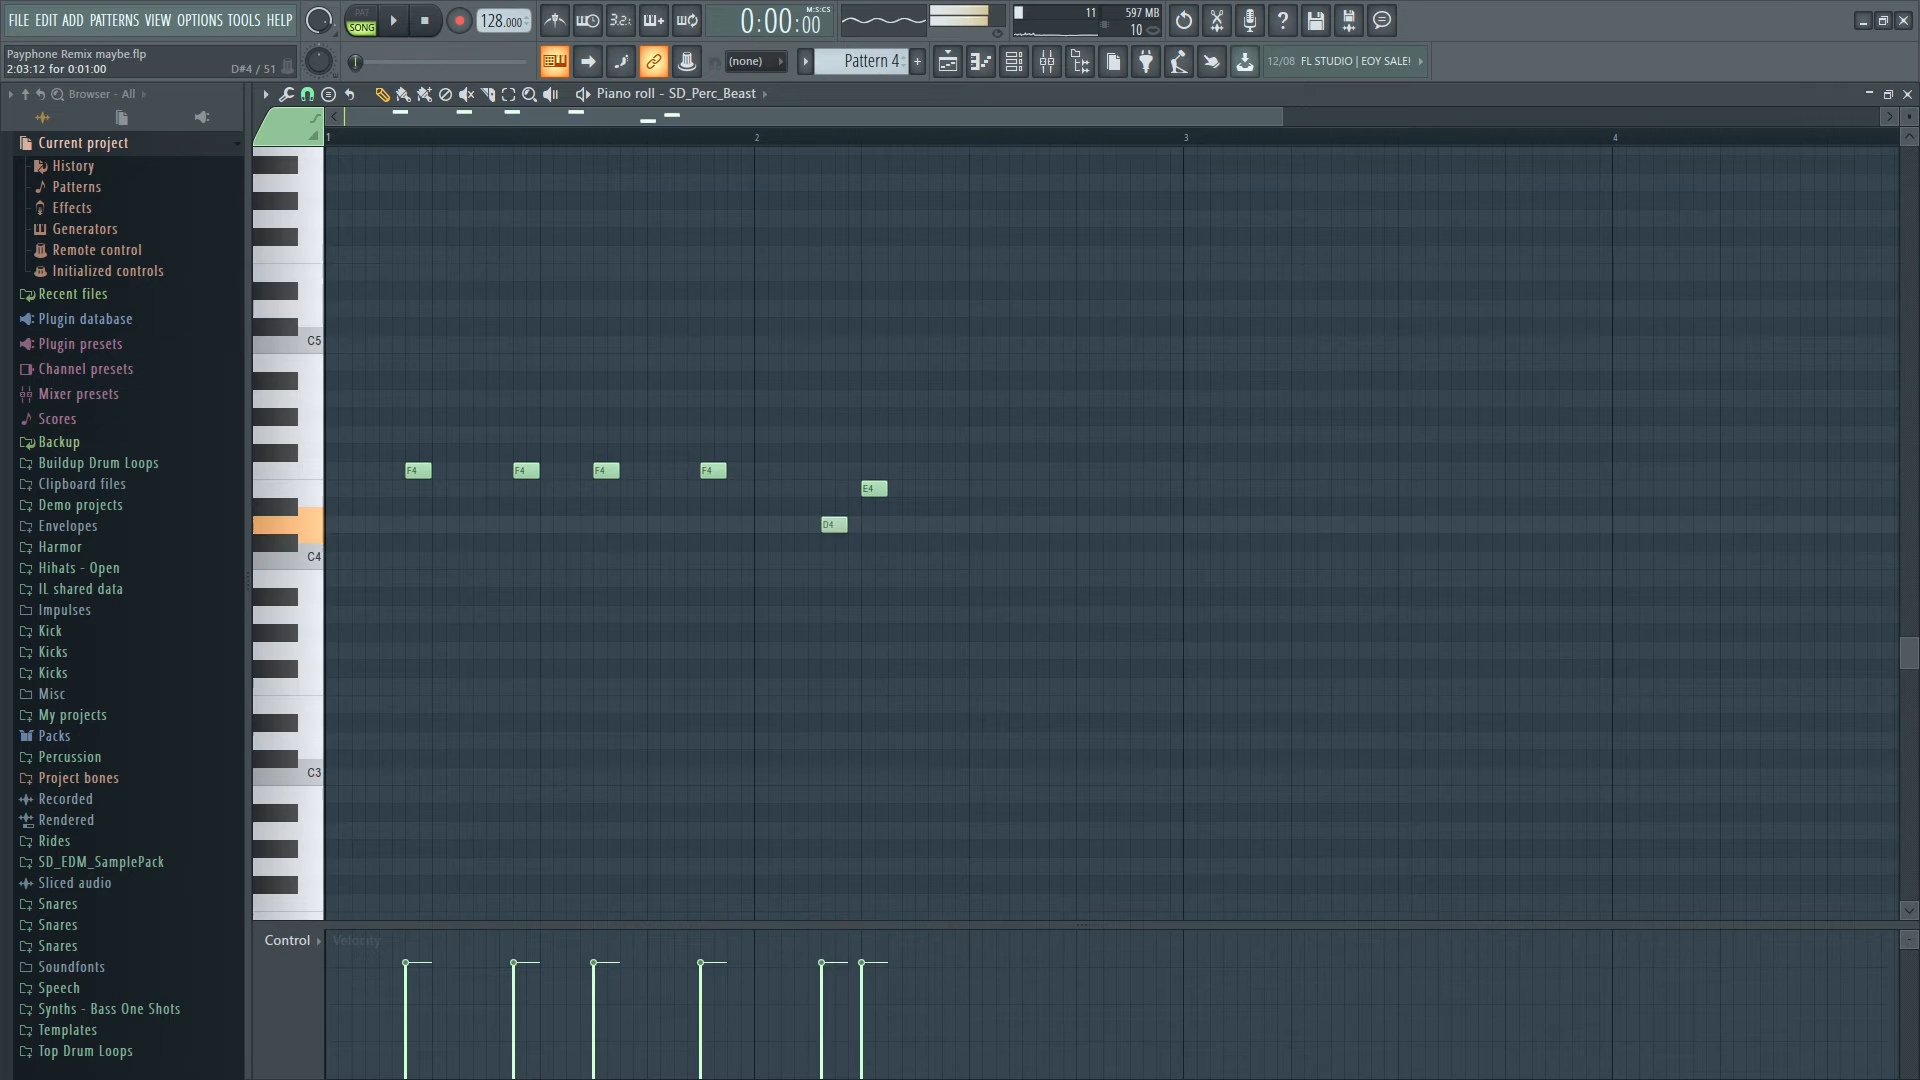 FILE EDIT ADD PATTERNS VIEW OPTIONS TOOLS HELP
PAT
SONG
128.000
3.2.
0:00:00
M:S:CS
11
597 MB
10
Payphone Remix maybe.flp
2:03:12 for 0:01:00
D#4 / 51
(none)
Pattern 4
+
12/08 FL STUDIO | EOY SALE!
Browser - All
Piano roll - SD_Perc_Beast
Current project
History
Patterns
Effects
Generators
Remote control
Initialized controls
Recent files
Plugin database
Plugin presets
Channel presets
Mixer presets
Scores
Backup
Buildup Drum Loops
Clipboard files
Demo projects
Envelopes
Harmor
Hihats - Open
IL shared data
Impulses
Kick
Kicks
Kicks
Misc
My projects
Packs
Percussion
Project bones
Recorded
Rendered
Rides
SD_EDM_SamplePack
Sliced audio
Snares
Snares
Snares
Soundfonts
Speech
Synths - Bass One Shots
Templates
Top Drum Loops
1
2
3
4
C5
F4
F4
F4
F4
E4
D4
C4
C3
Control
Velocity